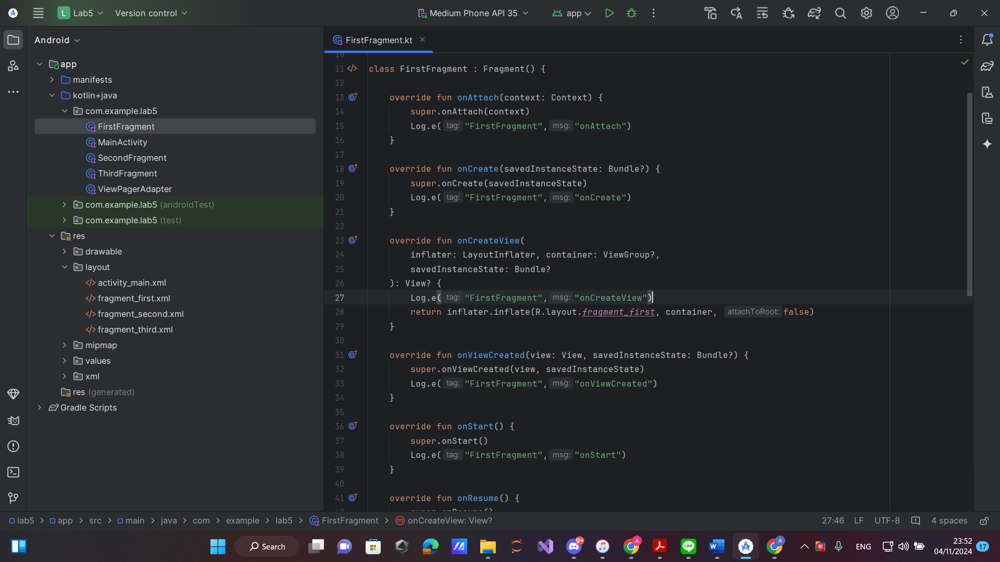 L Lab5 Version control Medium Phone API 35 app
Android
FirstFragment.kt
app
manifests
kotlin+java
com.example.lab5
FirstFragment
MainActivity
SecondFragment
ThirdFragment
ViewPagerAdapter
com.example.lab5 (androidTest)
com.example.lab5 (test)
res
drawable
layout
activity_main.xml
fragment_first.xml
fragment_second.xml
fragment_third.xml
mipmap
values
xml
res (generated)
Gradle Scripts
10
11 class FirstFragment : Fragment() {
12
13 override fun onAttach(context: Context) {
14 super.onAttach(context)
15 Log.e( tag: "FirstFragment", msg: "onAttach")
16 }
17
18 override fun onCreate(savedInstanceState: Bundle?) {
19 super.onCreate(savedInstanceState)
20 Log.e( tag: "FirstFragment", msg: "onCreate")
21 }
22
23 override fun onCreateView(
24 inflater: LayoutInflater, container: ViewGroup?,
25 savedInstanceState: Bundle?
26 ): View? {
27 Log.e( tag: "FirstFragment", msg: "onCreateView")
28 return inflater.inflate(R.layout.fragment_first, container, attachToRoot: false)
29 }
30
31 override fun onViewCreated(view: View, savedInstanceState: Bundle?) {
32 super.onViewCreated(view, savedInstanceState)
33 Log.e( tag: "FirstFragment", msg: "onViewCreated")
34 }
35
36 override fun onStart() {
37 super.onStart()
38 Log.e( tag: "FirstFragment", msg: "onStart")
39 }
40
41 override fun onResume() {
42 super.onResume()
lab5 > app > src > main > java > com > example > lab5 > FirstFragment > onCreateView: View? 27:46 LF UTF-8 4 spaces
Search 9+ A A ENG 23:52
04/11/2024 17